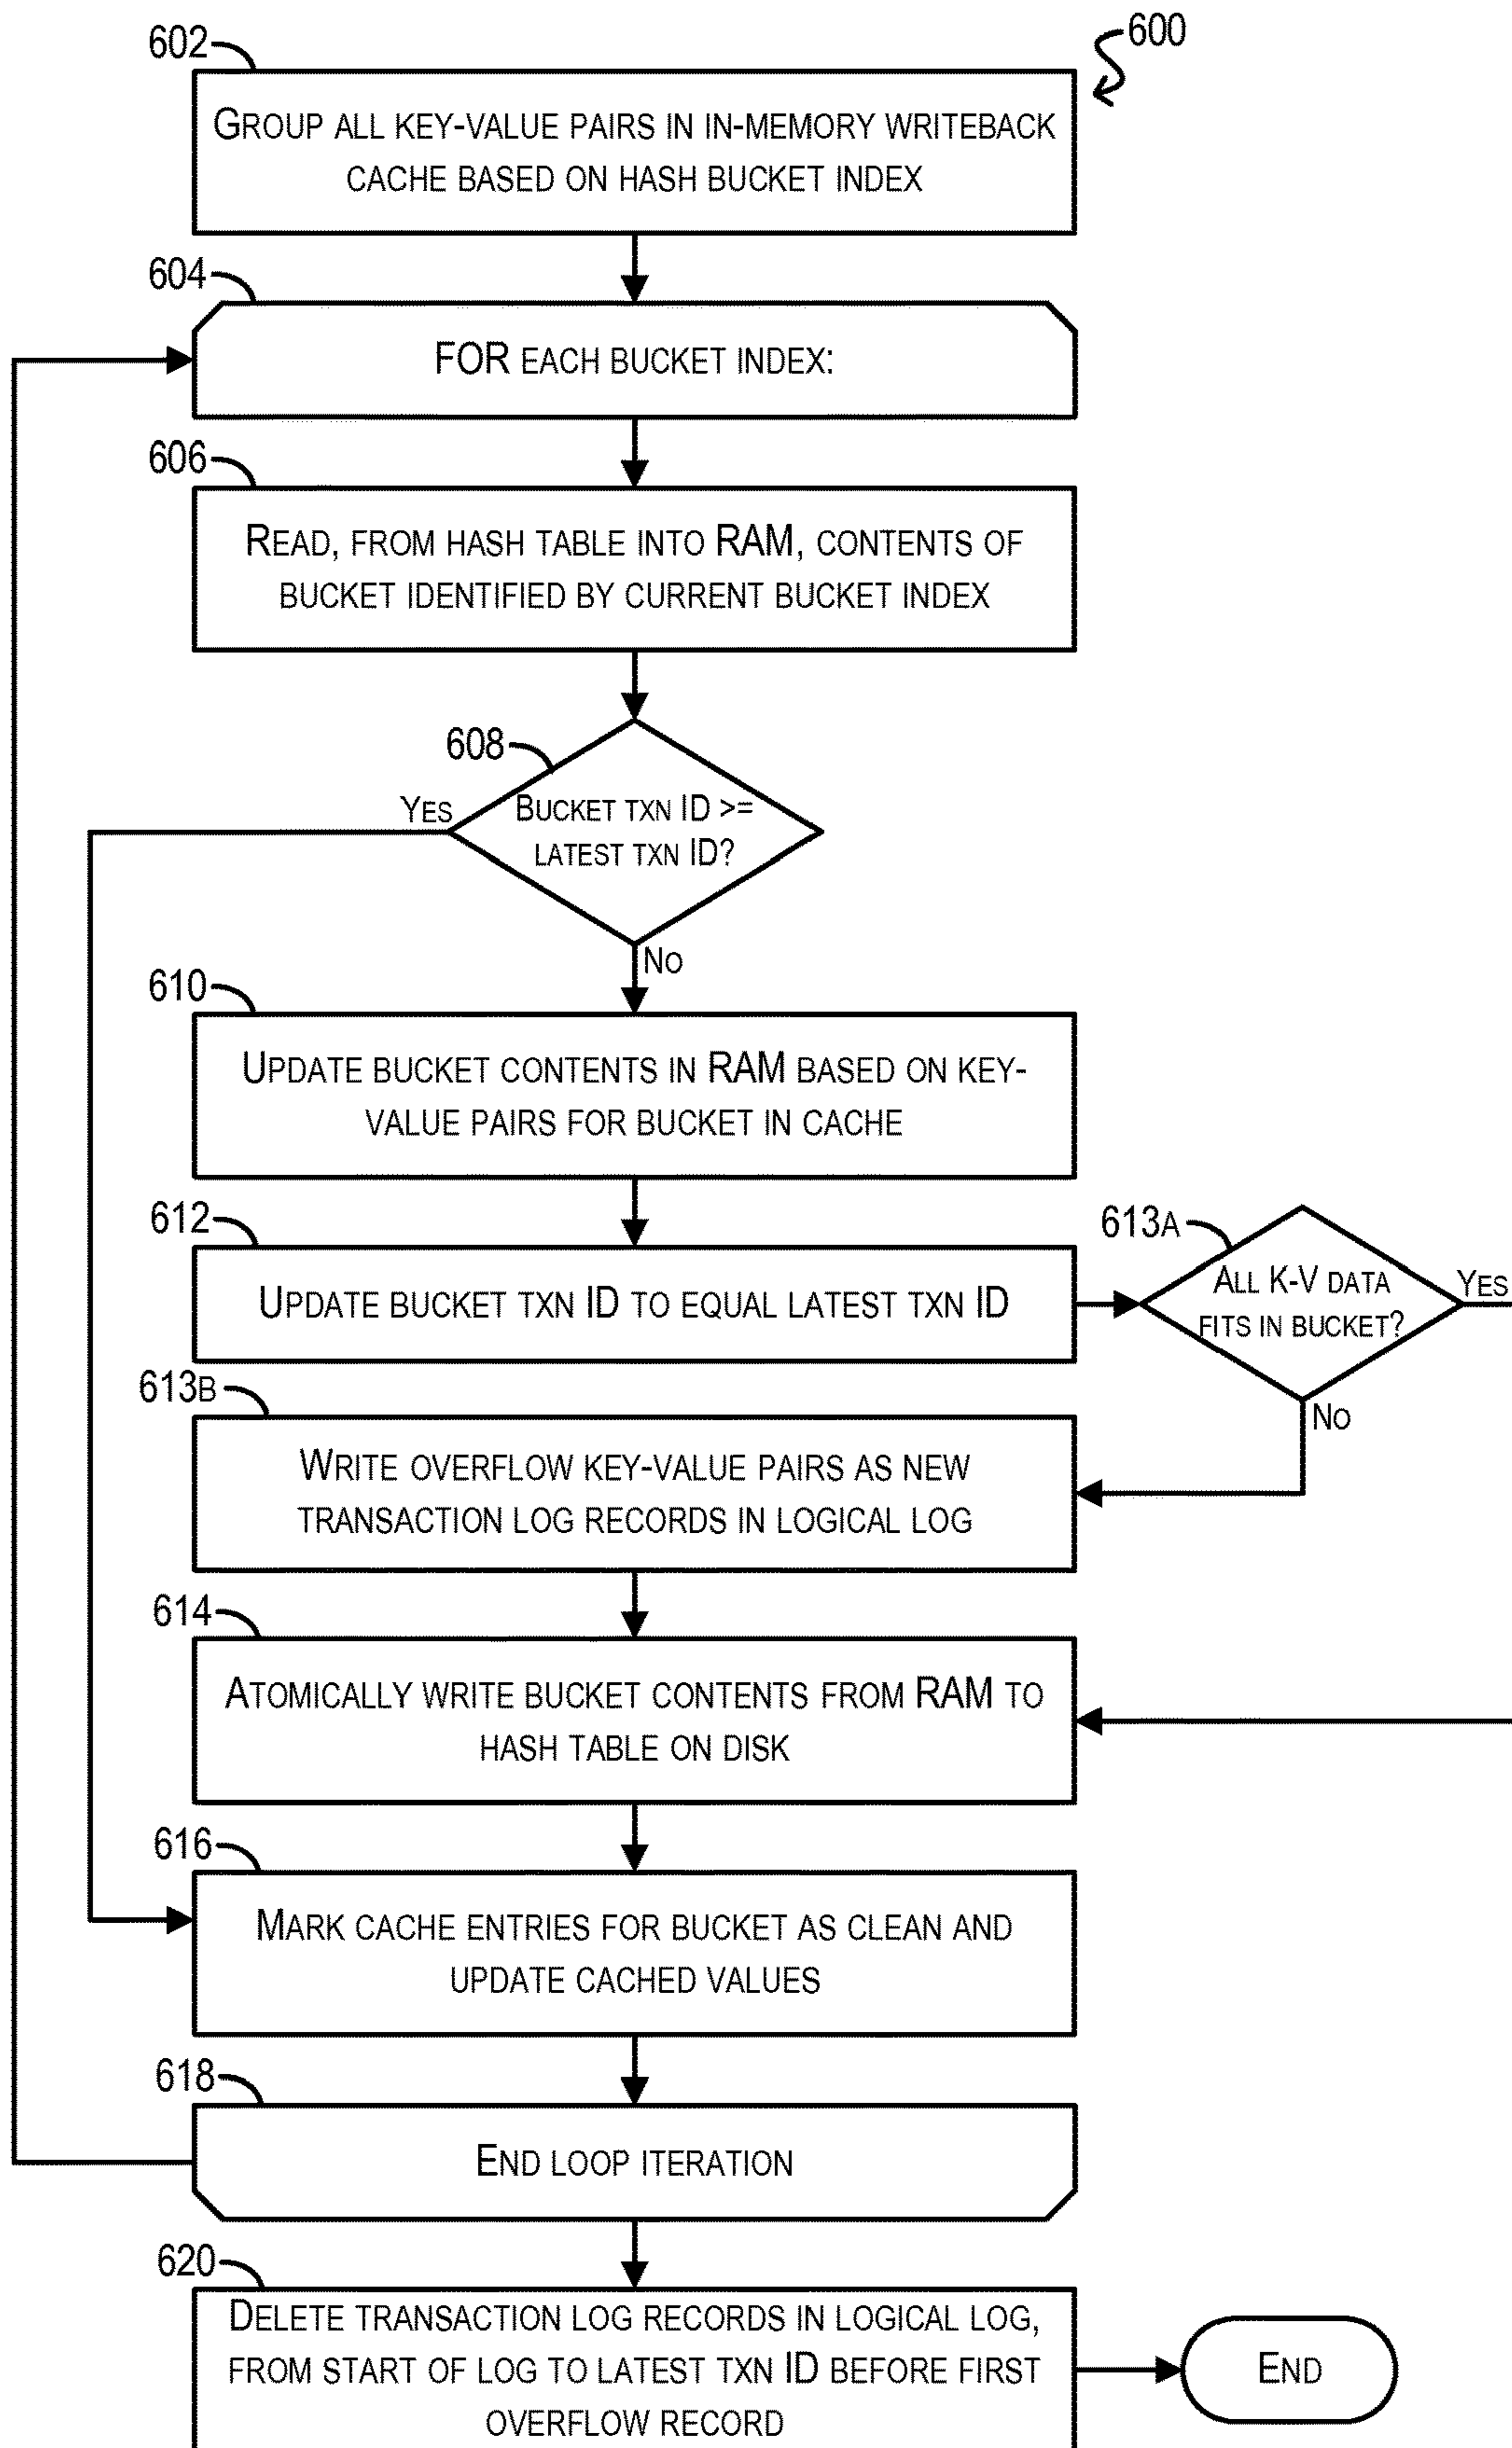 602
600
GROUP ALL KEY-VALUE PAIRS IN IN-MEMORY WRITEBACK
CACHE BASED ON HASH BUCKET INDEX
604
FOR EACH BUCKET INDEX:
606
READ, FROM HASH TABLE INTO RAM, CONTENTS OF
BUCKET IDENTIFIED BY CURRENT BUCKET INDEX
608
YES
BUCKET TXN ID >=
LATEST TXN ID?
NO
610
UPDATE BUCKET CONTENTS IN RAM BASED ON KEY-
VALUE PAIRS FOR BUCKET IN CACHE
612
UPDATE BUCKET TXN ID TO EQUAL LATEST TXN ID
613A
ALL K-V DATA
FITS IN BUCKET?
YES
NO
613B
WRITE OVERFLOW KEY-VALUE PAIRS AS NEW
TRANSACTION LOG RECORDS IN LOGICAL LOG
614
ATOMICALLY WRITE BUCKET CONTENTS FROM RAM TO
HASH TABLE ON DISK
616
MARK CACHE ENTRIES FOR BUCKET AS CLEAN AND
UPDATE CACHED VALUES
618
END LOOP ITERATION
620
DELETE TRANSACTION LOG RECORDS IN LOGICAL LOG,
FROM START OF LOG TO LATEST TXN ID BEFORE FIRST
OVERFLOW RECORD
END